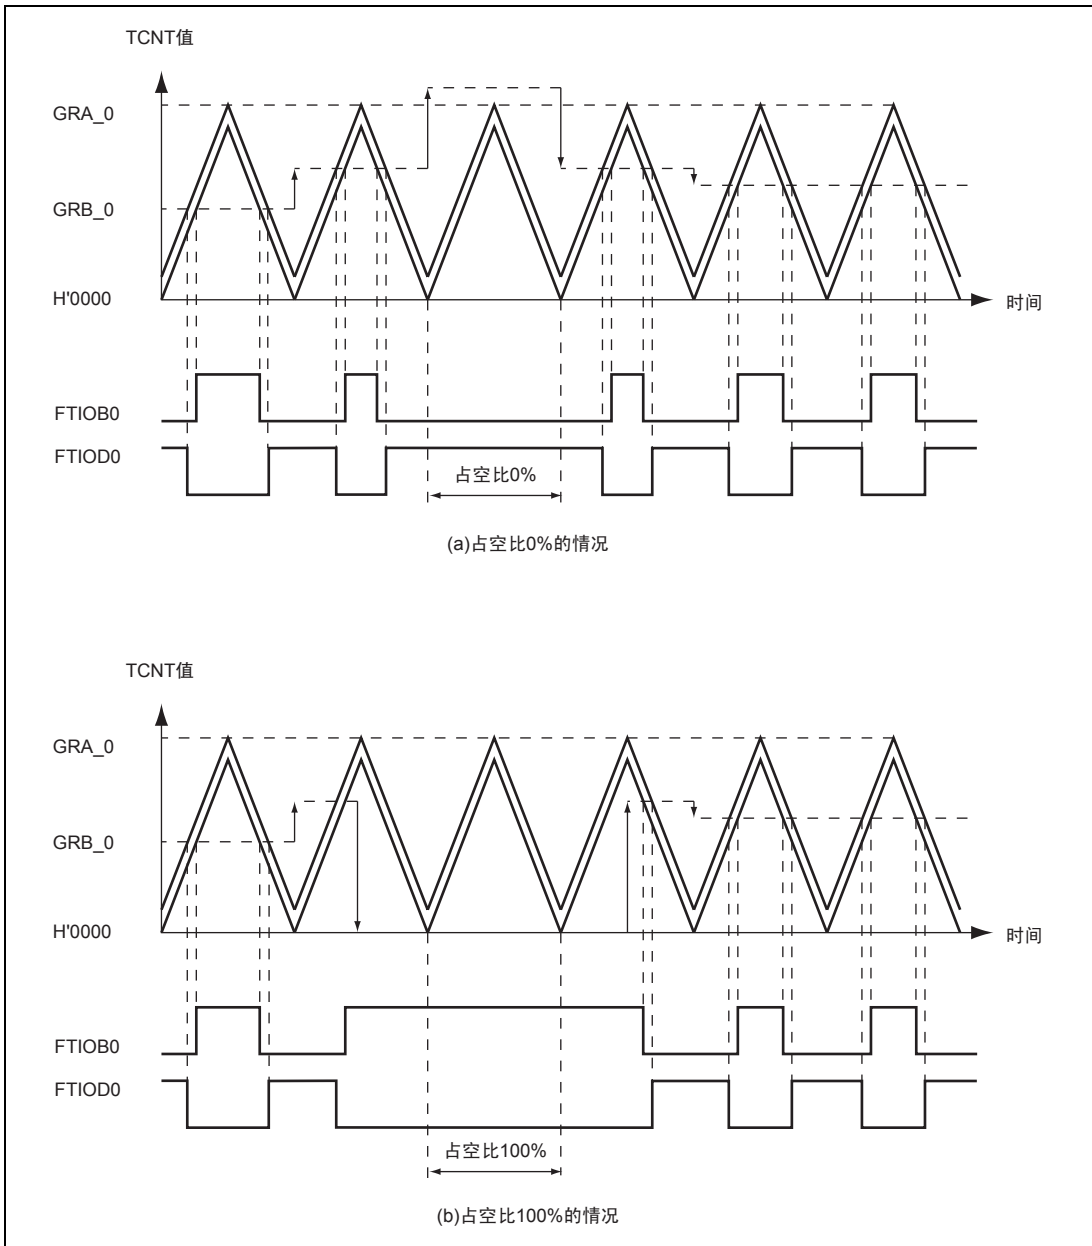 TCNT值
GRA_0
GRB_0
H'0000
时间
FTIOB0
FTIOD0
占空比0%
(a)占空比0%的情况
TCNT值
GRA_0
GRB_0
H'0000
时间
FTIOB0
FTIOD0
占空比100%
(b)占空比100%的情况